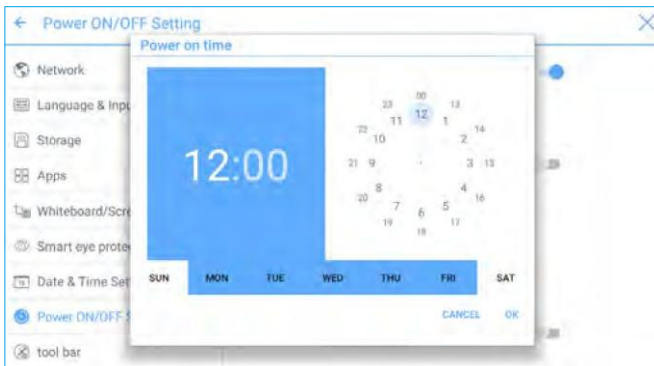 Power ON/OFF Setting
Power on time
Network
Language & Inpu
Storage
Apps
Whiteboard/Scre
Smart eye prote
Date & Time Set
Power ON/OFF S
tool bar
12:00
00
23 13
12
11 1
22 14
10 2
21 9 3 15
8 4
20 16
7 5
6
19 17
18
SUN MON TUE WED THU FRI SAT
CANCEL OK